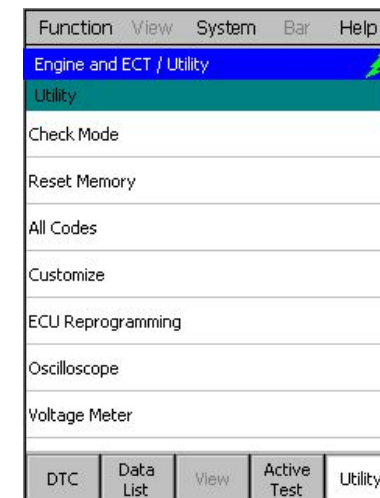 Function View System Bar Help
Engine and ECT / Utility
Utility
Check Mode
Reset Memory
All Codes
Customize
ECU Reprogramming
Oscilloscope
Voltage Meter
DTC Data List View Active Test Utility